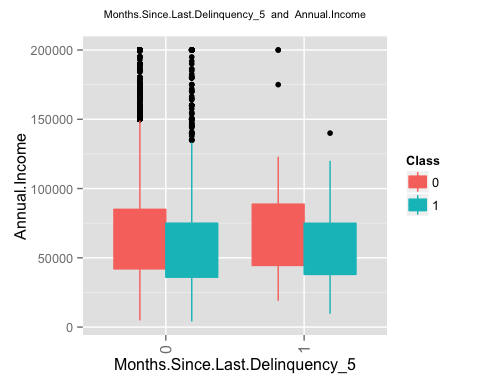 Months.Since.Last.Delinquency_5 and Annual.Income
200000
150000
100000
50000
0
Annual.Income
0
1
Months.Since.Last.Delinquency_5
Class
0
1